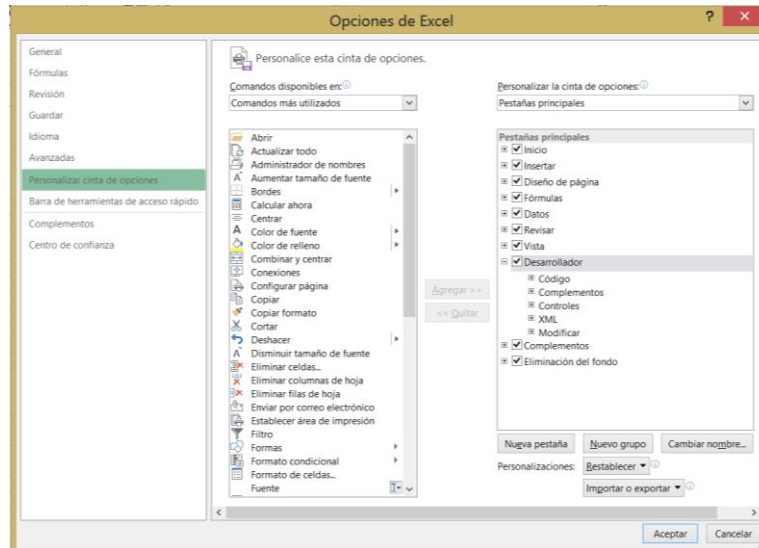 Opciones de Excel
? ×
General
Fórmulas
Revisión
Guardar
Idioma
Avanzadas
Personalizar cinta de opciones
Barra de herramientas de acceso rápido
Complementos
Centro de confianza
Personalice esta cinta de opciones.
Comandos disponibles en:
Comandos más utilizados
Abrir
Actualizar todo
Administrador de nombres
Aumentar tamaño de fuente
Bordes
Calcular ahora
Centrar
Color de fuente
Color de relleno
Combinar y centrar
Conexiones
Configurar página
Copiar
Copiar formato
Cortar
Deshacer
Disminuir tamaño de fuente
Eliminar celdas...
Eliminar columnas de hoja
Eliminar filas de hoja
Enviar por correo electrónico
Establecer área de impresión
Filtro
Formas
Formato condicional
Formato de celdas...
Fuente
Agregar >>
<< Quitar
Personalizar la cinta de opciones:
Pestañas principales
Pestañas principales
Inicio
Insertar
Diseño de página
Fórmulas
Datos
Revisar
Vista
Desarrollador
Código
Complementos
Controles
XML
Modificar
Complementos
Eliminación del fondo
Nueva pestaña Nuevo grupo Cambiar nombre...
Personalizaciones: Restablecer
Importar o exportar
Aceptar Cancelar